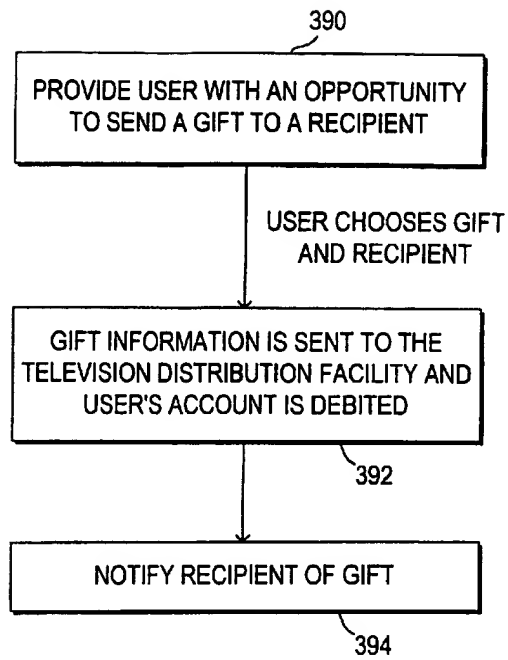 390
PROVIDE USER WITH AN OPPORTUNITY
TO SEND A GIFT TO A RECIPIENT
USER CHOOSES GIFT
AND RECIPIENT
GIFT INFORMATION IS SENT TO THE
TELEVISION DISTRIBUTION FACILITY AND
USER'S ACCOUNT IS DEBITED
392
NOTIFY RECIPIENT OF GIFT
394